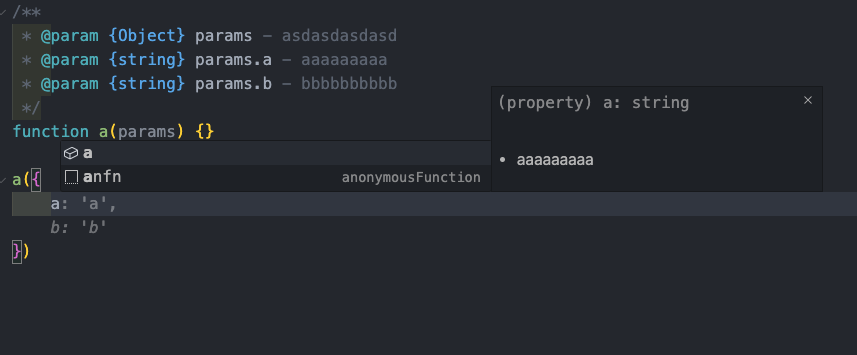 /**
 * @param {Object} params - asdasdasdasd
 * @param {string} params.a - aaaaaaaaa
 * @param {string} params.b - bbbbbbbbbb
 */
function a(params) {}
a
anfn anonymousFunction
(property) a: string ×
• aaaaaaaaa
a({
    a: 'a',
    b: 'b'
})